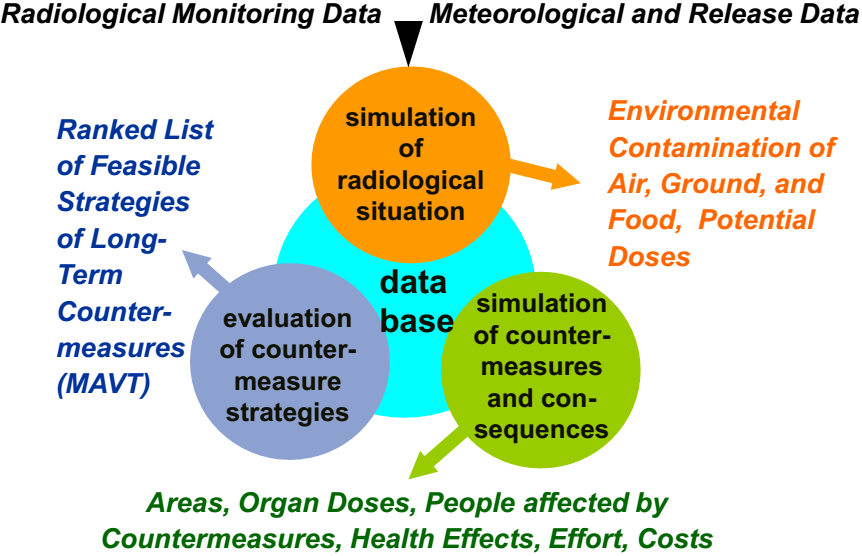 Radiological Monitoring Data
Meteorological and Release Data
simulation
of
radiological
situation
Environmental
Contamination of
Air, Ground, and
Food, Potential
Doses
Ranked List
of Feasible
Strategies
of Long-
Term
Counter-
measures
(MAVT)
data
base
evaluation
of counter-
measure
strategies
simulation
of counter-
measures
and con-
sequences
Areas, Organ Doses, People affected by
Countermeasures, Health Effects, Effort, Costs